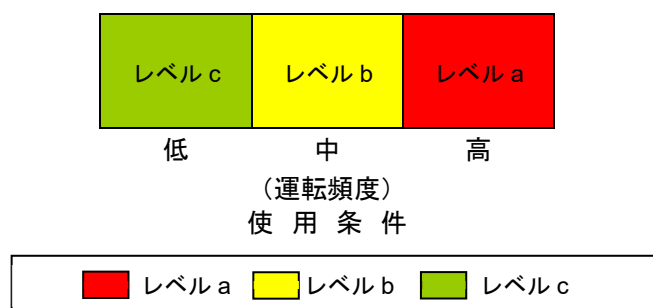 レベル c レベル b レベル a
低 中 高
（運転頻度）
使 用 条 件
レベル a レベル b レベル c